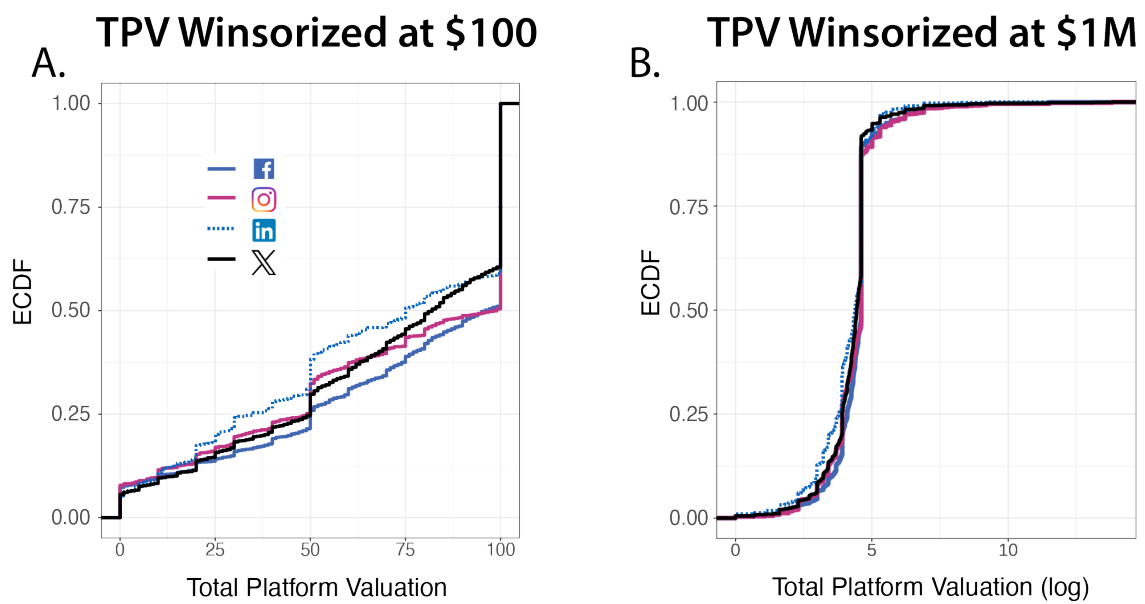 TPV Winsorized at $100
TPV Winsorized at $1M
A.
B.
1.00
0.75
0.50
0.25
0.00
ECDF
f
in
X
0 25 50 75 100
Total Platform Valuation
1.00
0.75
0.50
0.25
0.00
ECDF
0 5 10
Total Platform Valuation (log)